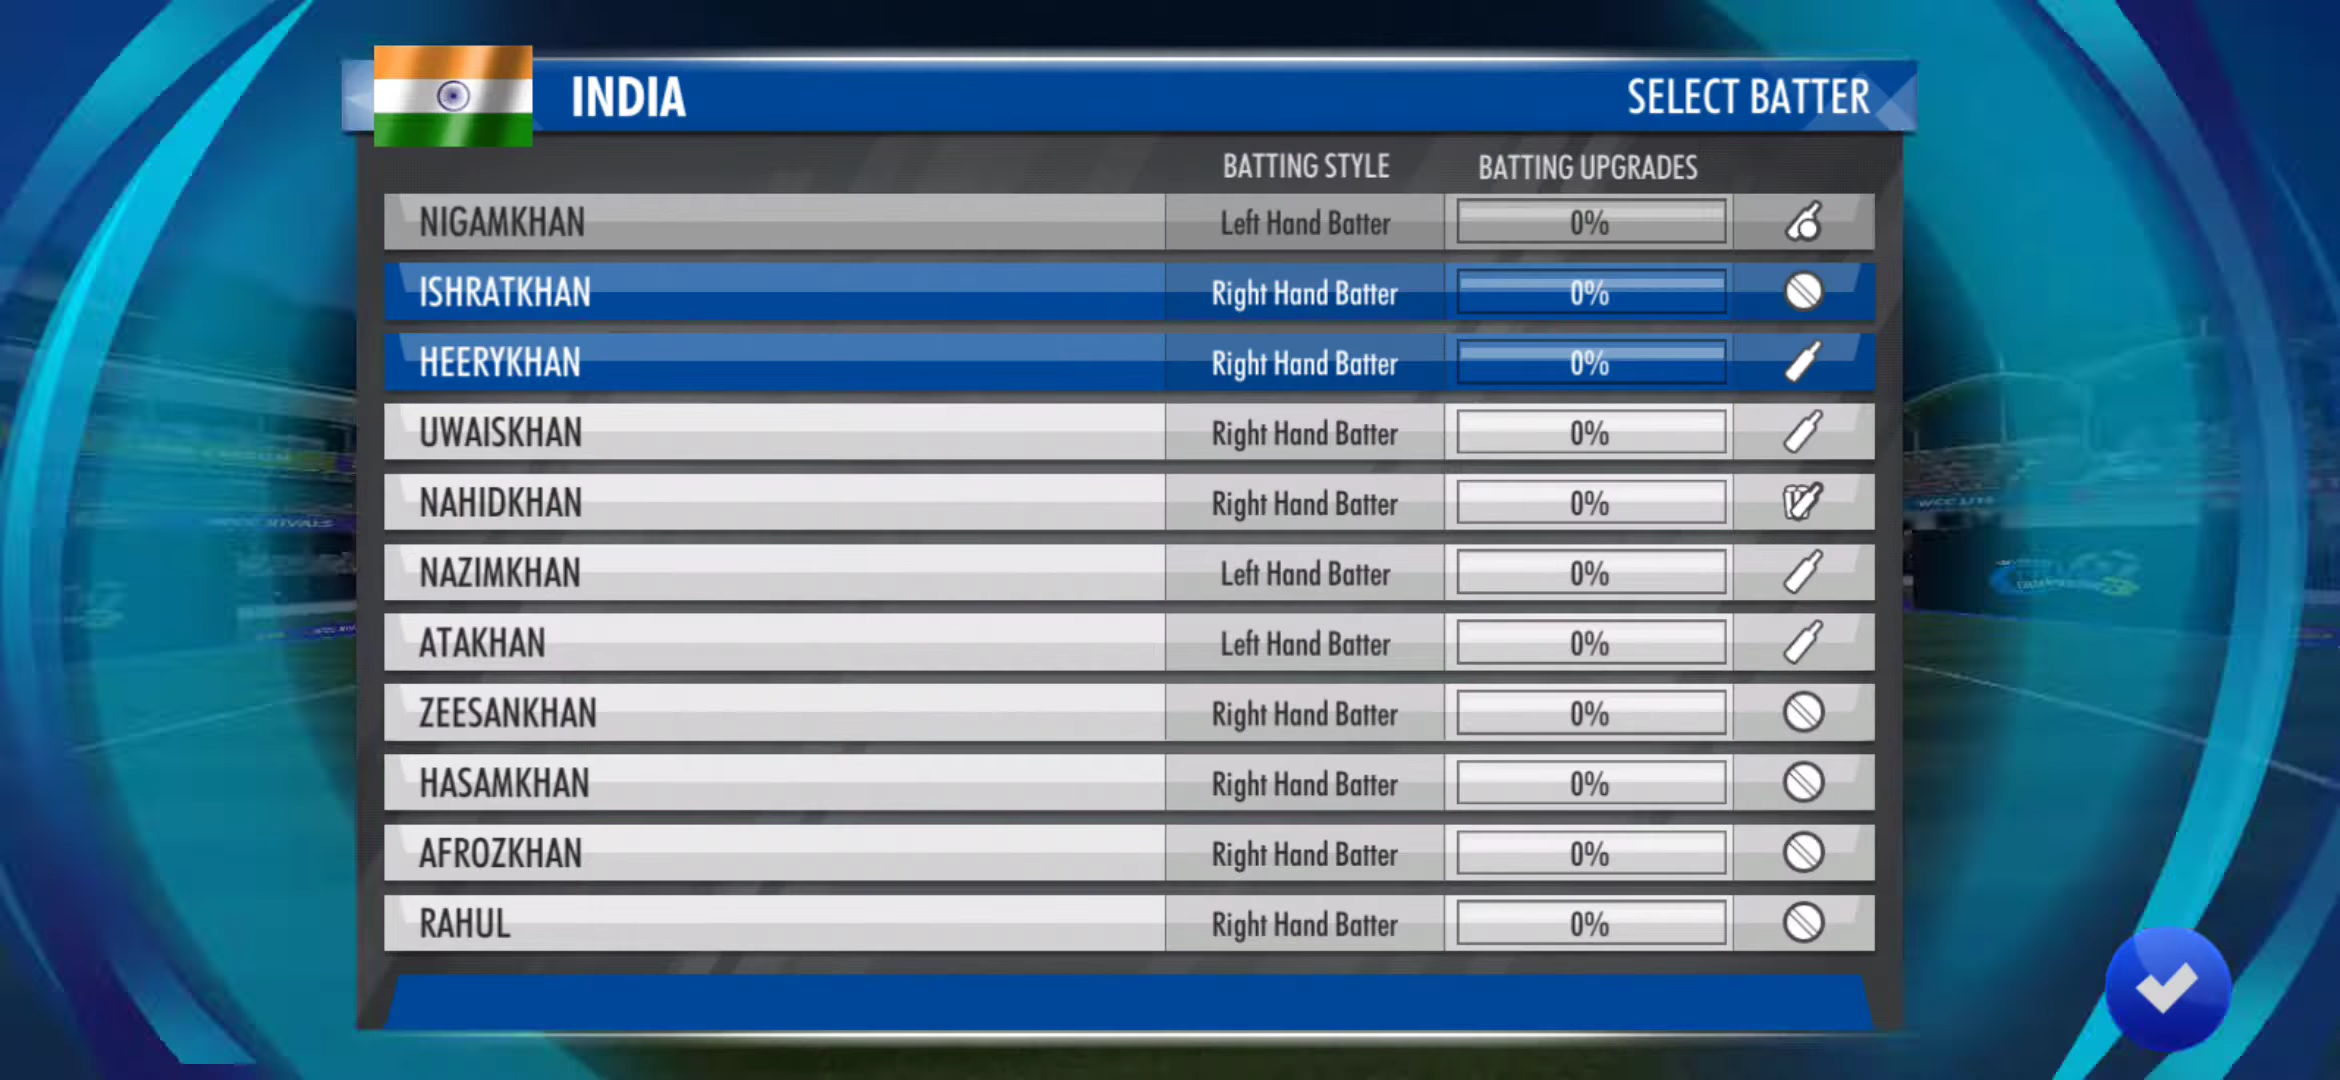 INDIA
SELECT BATTER
BATTING STYLE BATTING UPGRADES
NIGAMKHAN Left Hand Batter 0%
ISHRATKHAN Right Hand Batter 0%
HEERYKHAN Right Hand Batter 0%
UWAISKHAN Right Hand Batter 0%
NAHIDKHAN Right Hand Batter 0%
NAZIMKHAN Left Hand Batter 0%
ATAKHAN Left Hand Batter 0%
ZEESANKHAN Right Hand Batter 0%
HASAMKHAN Right Hand Batter 0%
AFROZKHAN Right Hand Batter 0%
RAHUL Right Hand Batter 0%
WCC RIVALS